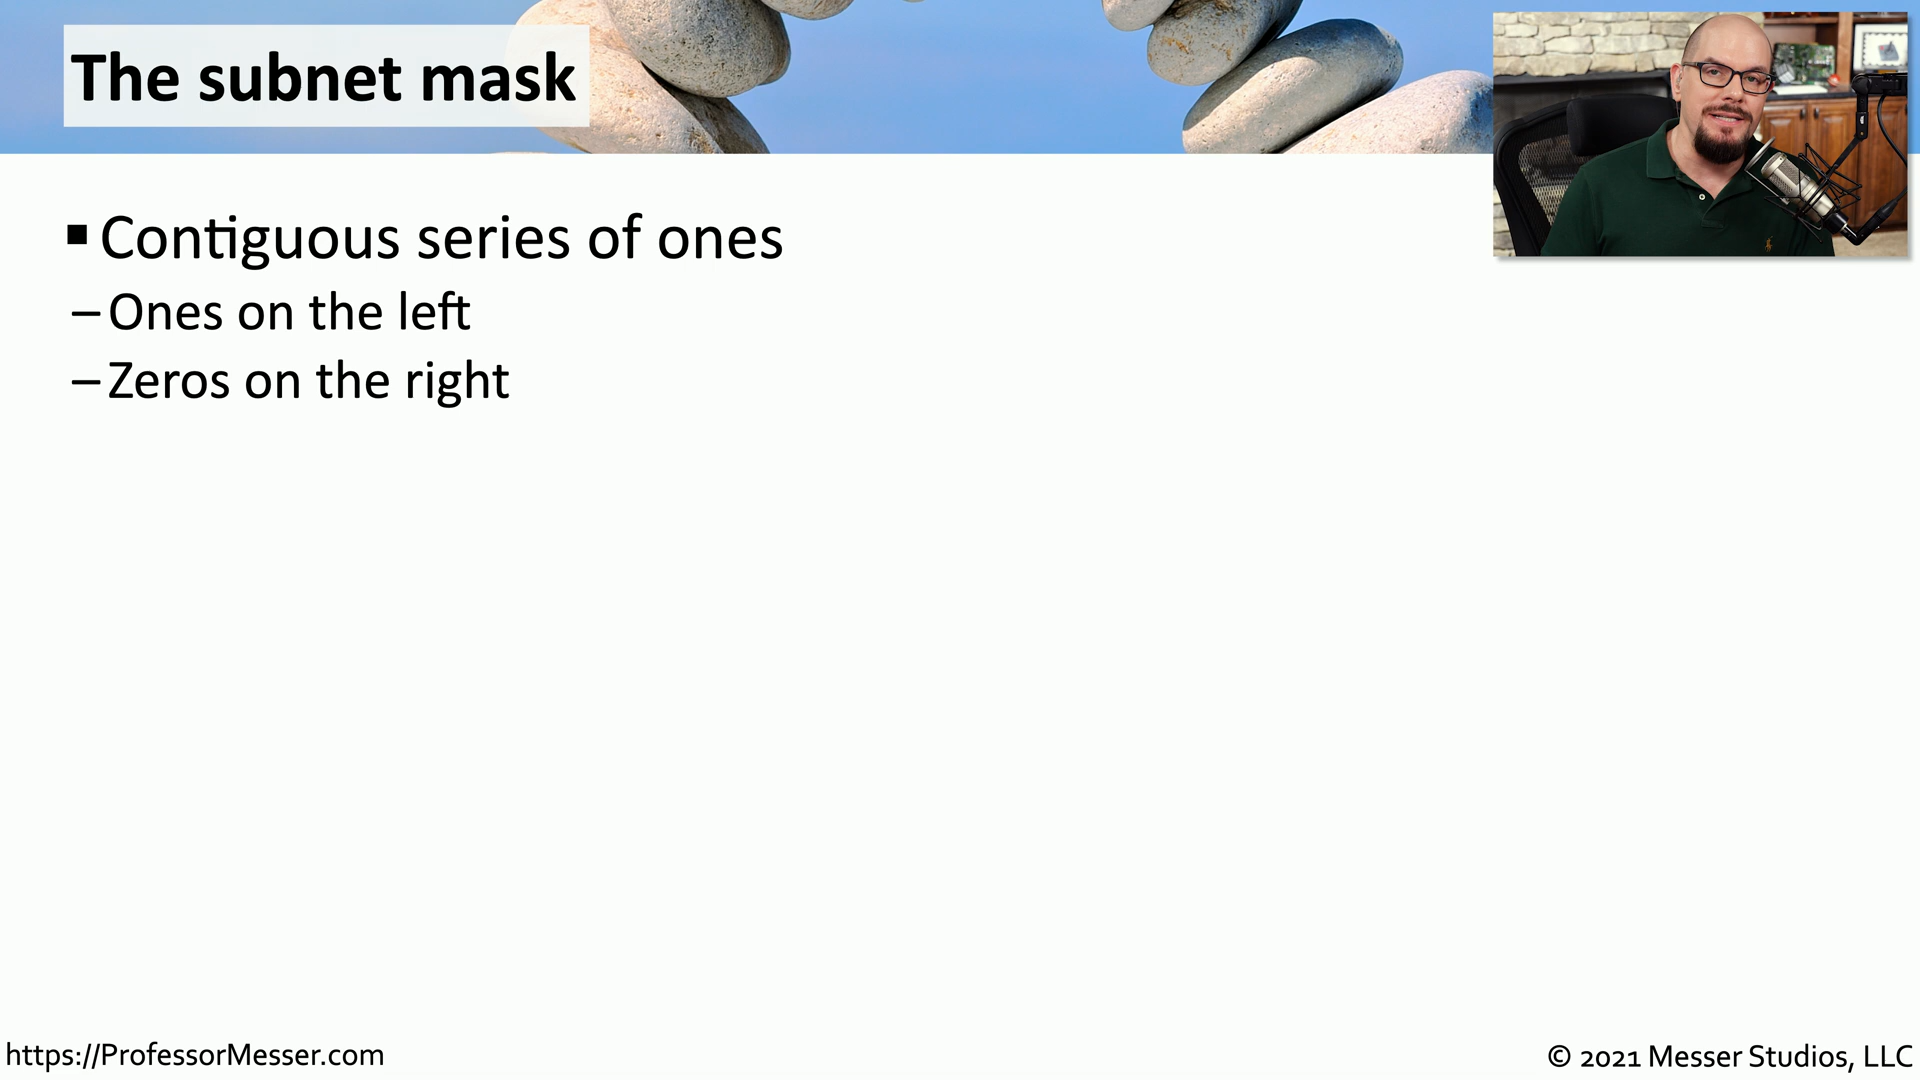 The subnet mask
▪ Contiguous series of ones
– Ones on the left
– Zeros on the right
https://ProfessorMesser.com
© 2021 Messer Studios, LLC